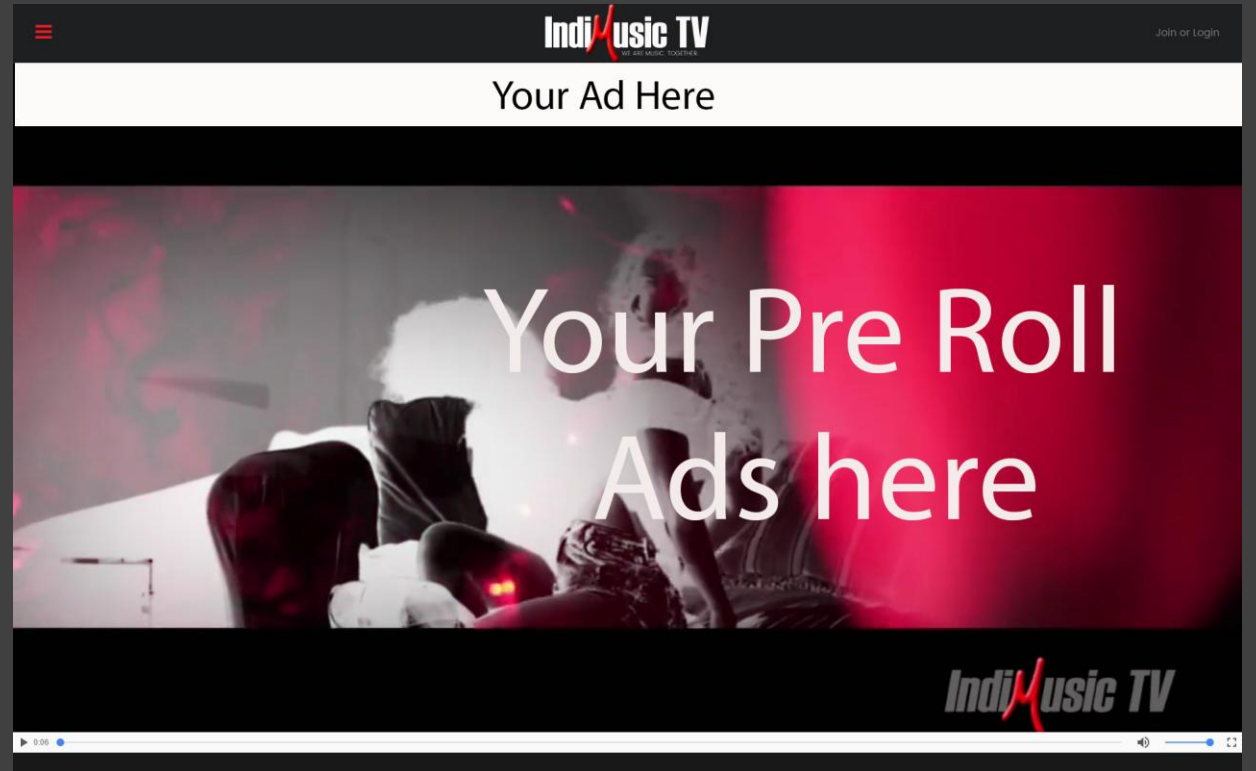 IndiMusic TV
WE ARE MUSIC. TOGETHER.
Join or Login
Your Ad Here
Your Pre Roll
Ads here
IndiMusic TV
0:06